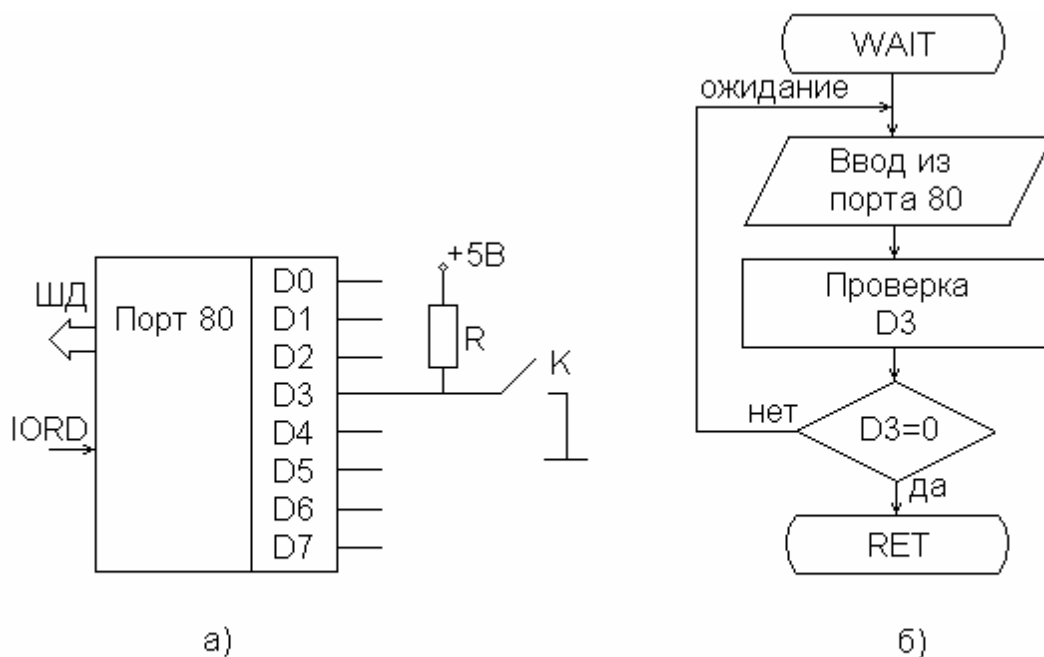 ШД
IORD
Порт 80
D0
D1
D2
D3
D4
D5
D6
D7
+5В
R
К
а)
WAIT
ожидание
Ввод из
порта 80
Проверка
D3
нет
D3=0
да
RET
б)